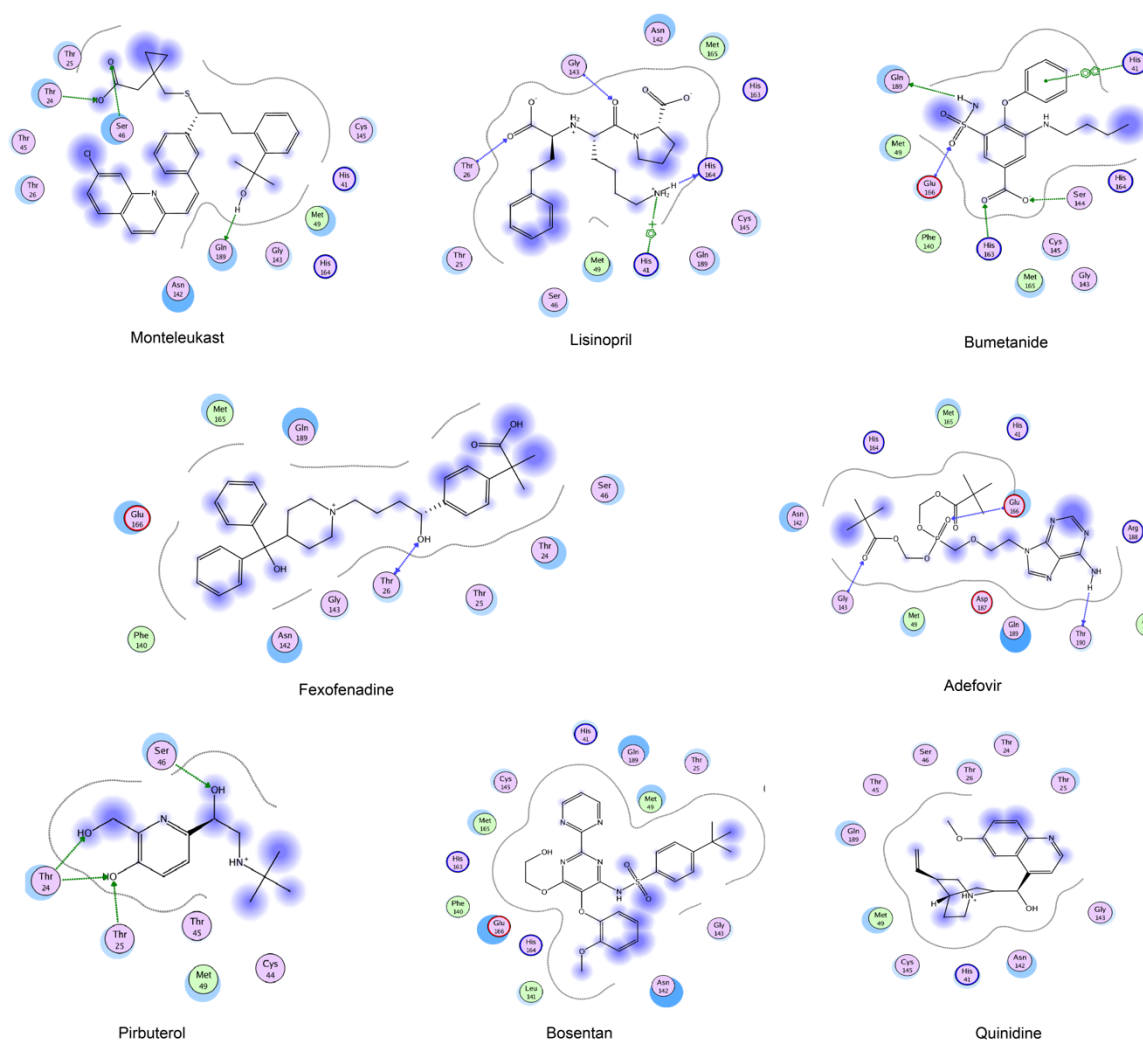 Thr
25
Thr
24
Thr
45
Thr
26
Ser
46
O
HO
S
Cl
N
O
H
Cys
145
His
41
Met
49
Gln
189
Gly
143
His
164
Asn
142
Monteleukast
Asn
142
Met
165
Gly
143
His
163
O-
O
NH2
O
N
O
O-
Thr
26
His
164
NH2
H
Cys
145
Thr
25
Met
49
His
41
Gln
189
Ser
46
Lisinopril
Gln
189
His
41
H
N
O
S
O
O
N
H
Met
49
Glu
166
His
164
O
O
Ser
144
Phe
140
His
163
Cys
145
Met
165
Gly
143
Bumetanide
Met
165
Gln
189
O
OH
Glu
166
N+
Ser
46
OH
OH
Thr
24
Thr
26
Gly
143
Thr
25
Phe
140
Asn
142
Fexofenadine
Met
165
His
41
His
164
Asn
142
Glu
166
Arg
188
O
O
O
O
O
O
P
O
O
N
N
N
N
N
H
Gly
143
Met
49
Asp
187
Gln
189
Thr
190
Adefovir
Ser
46
OH
HO
N
Thr
24
HO
NH+
Thr
25
Thr
45
Met
49
Cys
44
Pirbuterol
His
41
Gln
189
Thr
25
Cys
145
Met
49
Met
165
N
N
His
163
OH
N
N
O
NH
S
O
O
O
O
Phe
140
Glu
166
His
164
Gly
143
Leu
141
Asn
142
Bosentan
Thr
24
Ser
46
Thr
26
Thr
45
Thr
25
Gln
189
O
N
HN
OH
Met
49
Gly
143
Cys
145
His
41
Asn
142
Quinidine